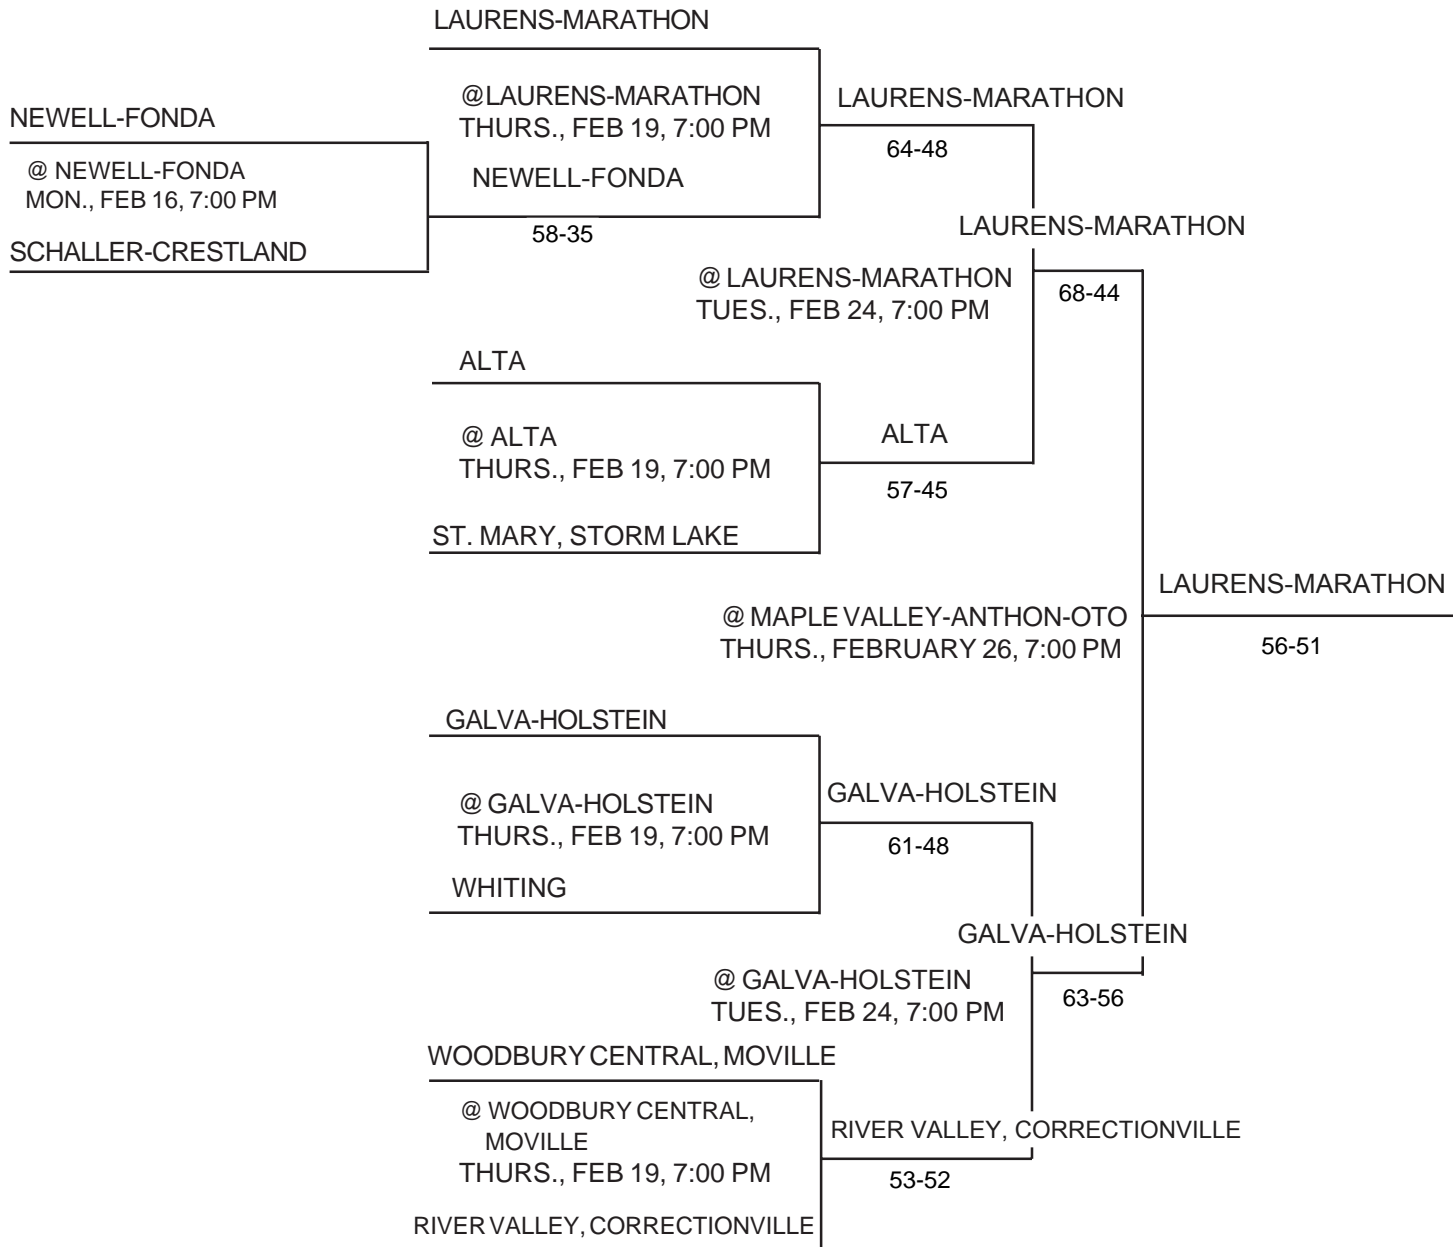 LAURENS-MARATHON
@LAURENS-MARATHON
THURS., FEB 19, 7:00 PM
LAURENS-MARATHON
NEWELL-FONDA
64-48
@ NEWELL-FONDA
MON., FEB 16, 7:00 PM
NEWELL-FONDA
58-35
SCHALLER-CRESTLAND
LAURENS-MARATHON
@ LAURENS-MARATHON
TUES., FEB 24, 7:00 PM
68-44
ALTA
@ ALTA
THURS., FEB 19, 7:00 PM
ALTA
57-45
ST. MARY, STORM LAKE
LAURENS-MARATHON
@ MAPLE VALLEY-ANTHON-OTO
THURS., FEBRUARY 26, 7:00 PM
56-51
GALVA-HOLSTEIN
@ GALVA-HOLSTEIN
THURS., FEB 19, 7:00 PM
GALVA-HOLSTEIN
61-48
WHITING
GALVA-HOLSTEIN
@ GALVA-HOLSTEIN
TUES., FEB 24, 7:00 PM
63-56
WOODBURY CENTRAL, MOVILLE
@ WOODBURY CENTRAL,
MOVILLE
THURS., FEB 19, 7:00 PM
RIVER VALLEY, CORRECTIONVILLE
53-52
RIVER VALLEY, CORRECTIONVILLE